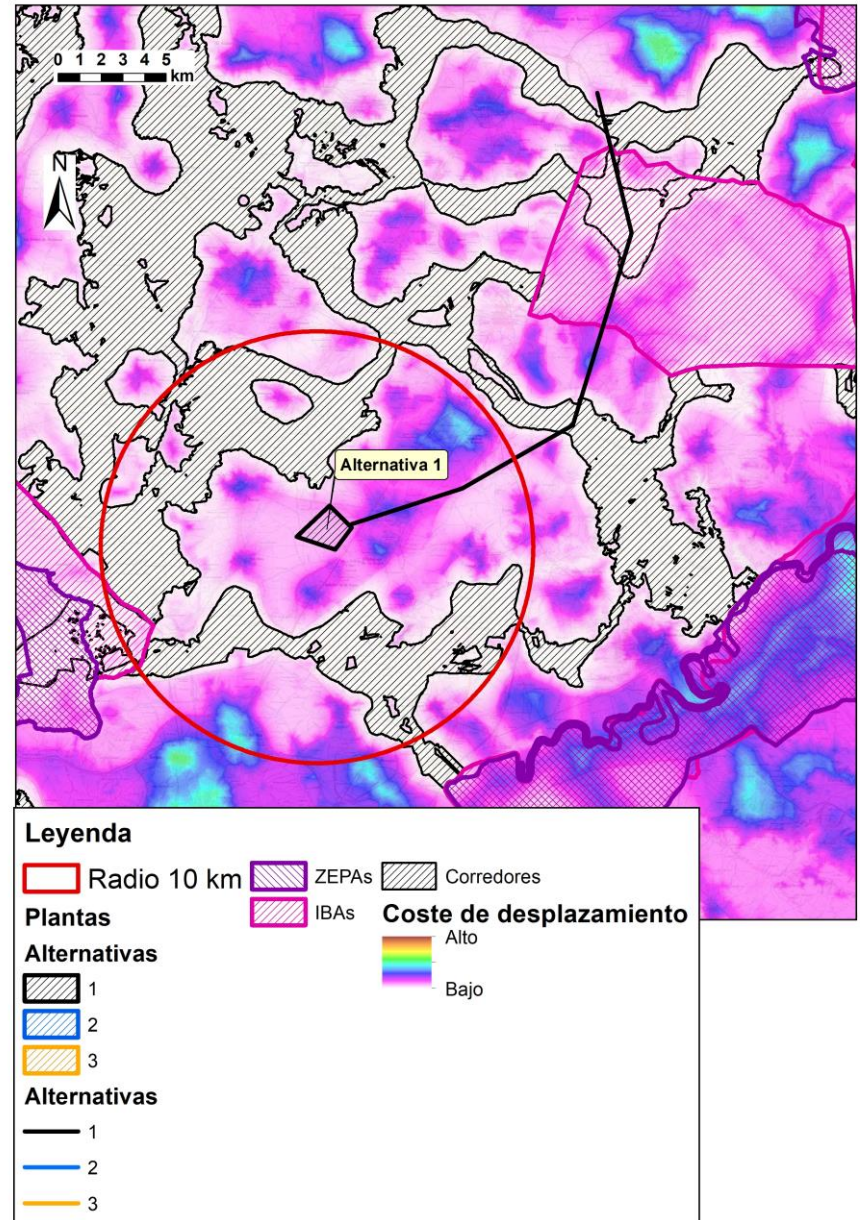 0 1 2 3 4 5
km
N
Alternativa 1
Leyenda
Radio 10 km
ZEPAs
Corredores
Plantas
IBAs
Coste de desplazamiento
Alternativas
Alto
1
Bajo
2
3
Alternativas
1
2
3